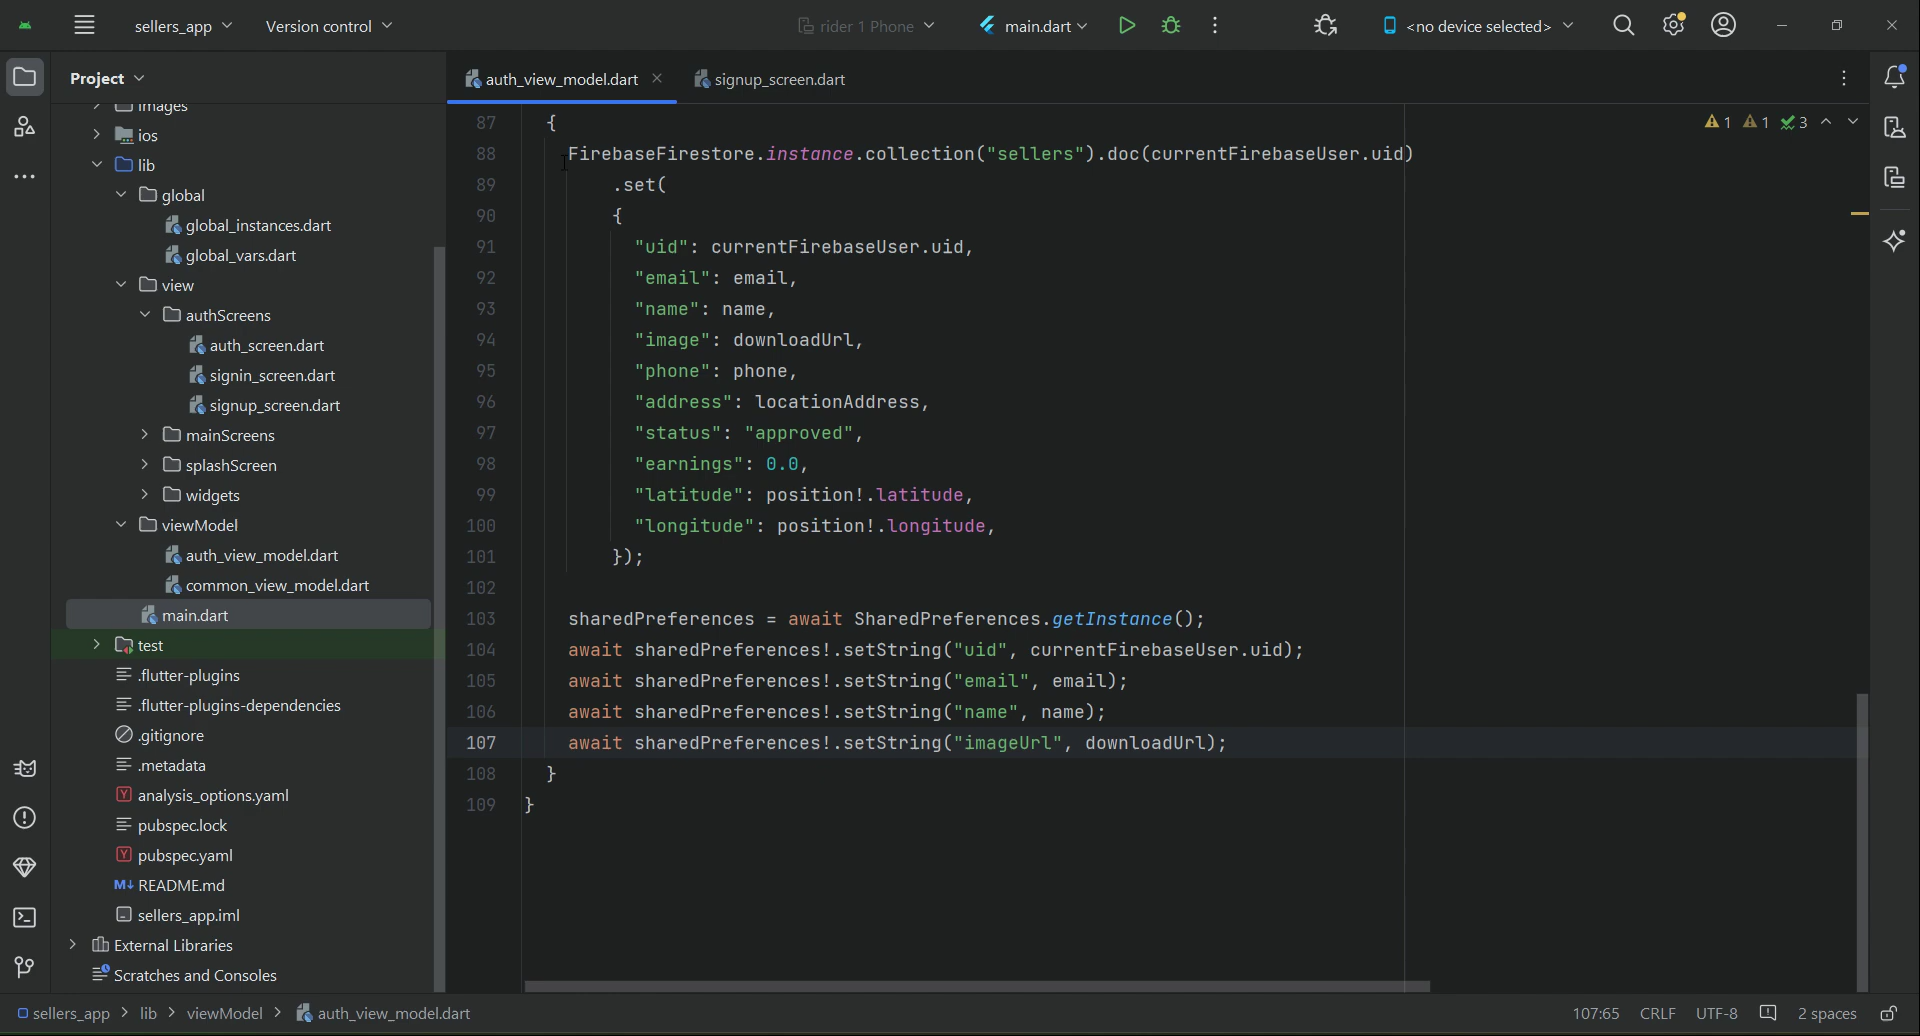 sellers_app
Version control
rider 1 Phone
main.dart
<no device selected>
Project
auth_view_model.dart
signup_screen.dart
images
ios
lib
global
global_instances.dart
global_vars.dart
view
authScreens
auth_screen.dart
signin_screen.dart
signup_screen.dart
mainScreens
splashScreen
widgets
viewModel
auth_view_model.dart
common_view_model.dart
main.dart
test
.flutter-plugins
.flutter-plugins-dependencies
.gitignore
.metadata
analysis_options.yaml
pubspec.lock
pubspec.yaml
M↓ README.md
sellers_app.iml
External Libraries
Scratches and Consoles
1 1 3
87 {
88 FirebaseFirestore.instance.collection("sellers").doc(currentFirebaseUser.uid)
89 .set(
90 {
91 "uid": currentFirebaseUser.uid,
92 "email": email,
93 "name": name,
94 "image": downloadUrl,
95 "phone": phone,
96 "address": locationAddress,
97 "status": "approved",
98 "earnings": 0.0,
99 "latitude": position!.latitude,
100 "longitude": position!.longitude,
101 });
102
103 sharedPreferences = await SharedPreferences.getInstance();
104 await sharedPreferences!.setString("uid", currentFirebaseUser.uid);
105 await sharedPreferences!.setString("email", email);
106 await sharedPreferences!.setString("name", name);
107 await sharedPreferences!.setString("imageUrl", downloadUrl);
108 }
109 }
sellers_app > lib > viewModel > auth_view_model.dart
107:65 CRLF UTF-8 2 spaces